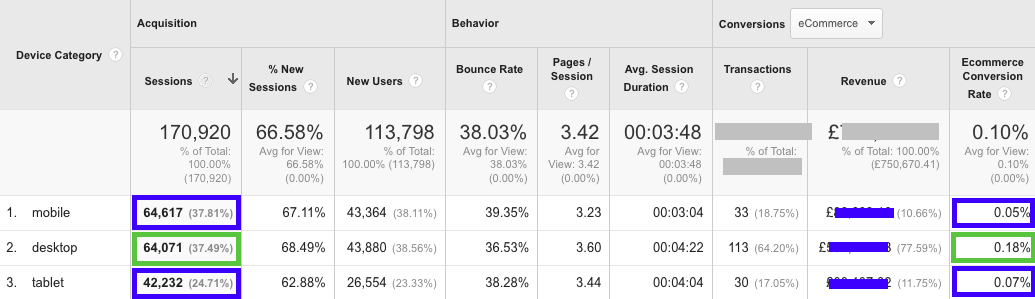 Acquisition Behavior Conversions eCommerce
Device Category ?
Sessions ? % New Sessions ? New Users ? Bounce Rate ? Pages / Session ? Avg. Session Duration ? Transactions ? Revenue ? Ecommerce Conversion Rate ?
170,920 66.58% 113,798 38.03% 3.42 00:03:48 £ 0.10%
% of Total: 100.00% (170,920) Avg for View: 66.58% (0.00%) % of Total: 100.00% (113,798) Avg for View: 38.03% (0.00%) Avg for View: 3.42 (0.00%) Avg for View: 00:03:48 (0.00%) % of Total: % of Total: 100.00% (£750,670.41) Avg for View: 0.10% (0.00%)
1. mobile 64,617 (37.81%) 67.11% 43,364 (38.11%) 39.35% 3.23 00:03:04 33 (18.75%) (10.66%) 0.05%
2. desktop 64,071 (37.49%) 68.49% 43,880 (38.56%) 36.53% 3.60 00:04:22 113 (64.20%) (77.59%) 0.18%
3. tablet 42,232 (24.71%) 62.88% 26,554 (23.33%) 38.28% 3.44 00:04:04 30 (17.05%) (11.75%) 0.07%